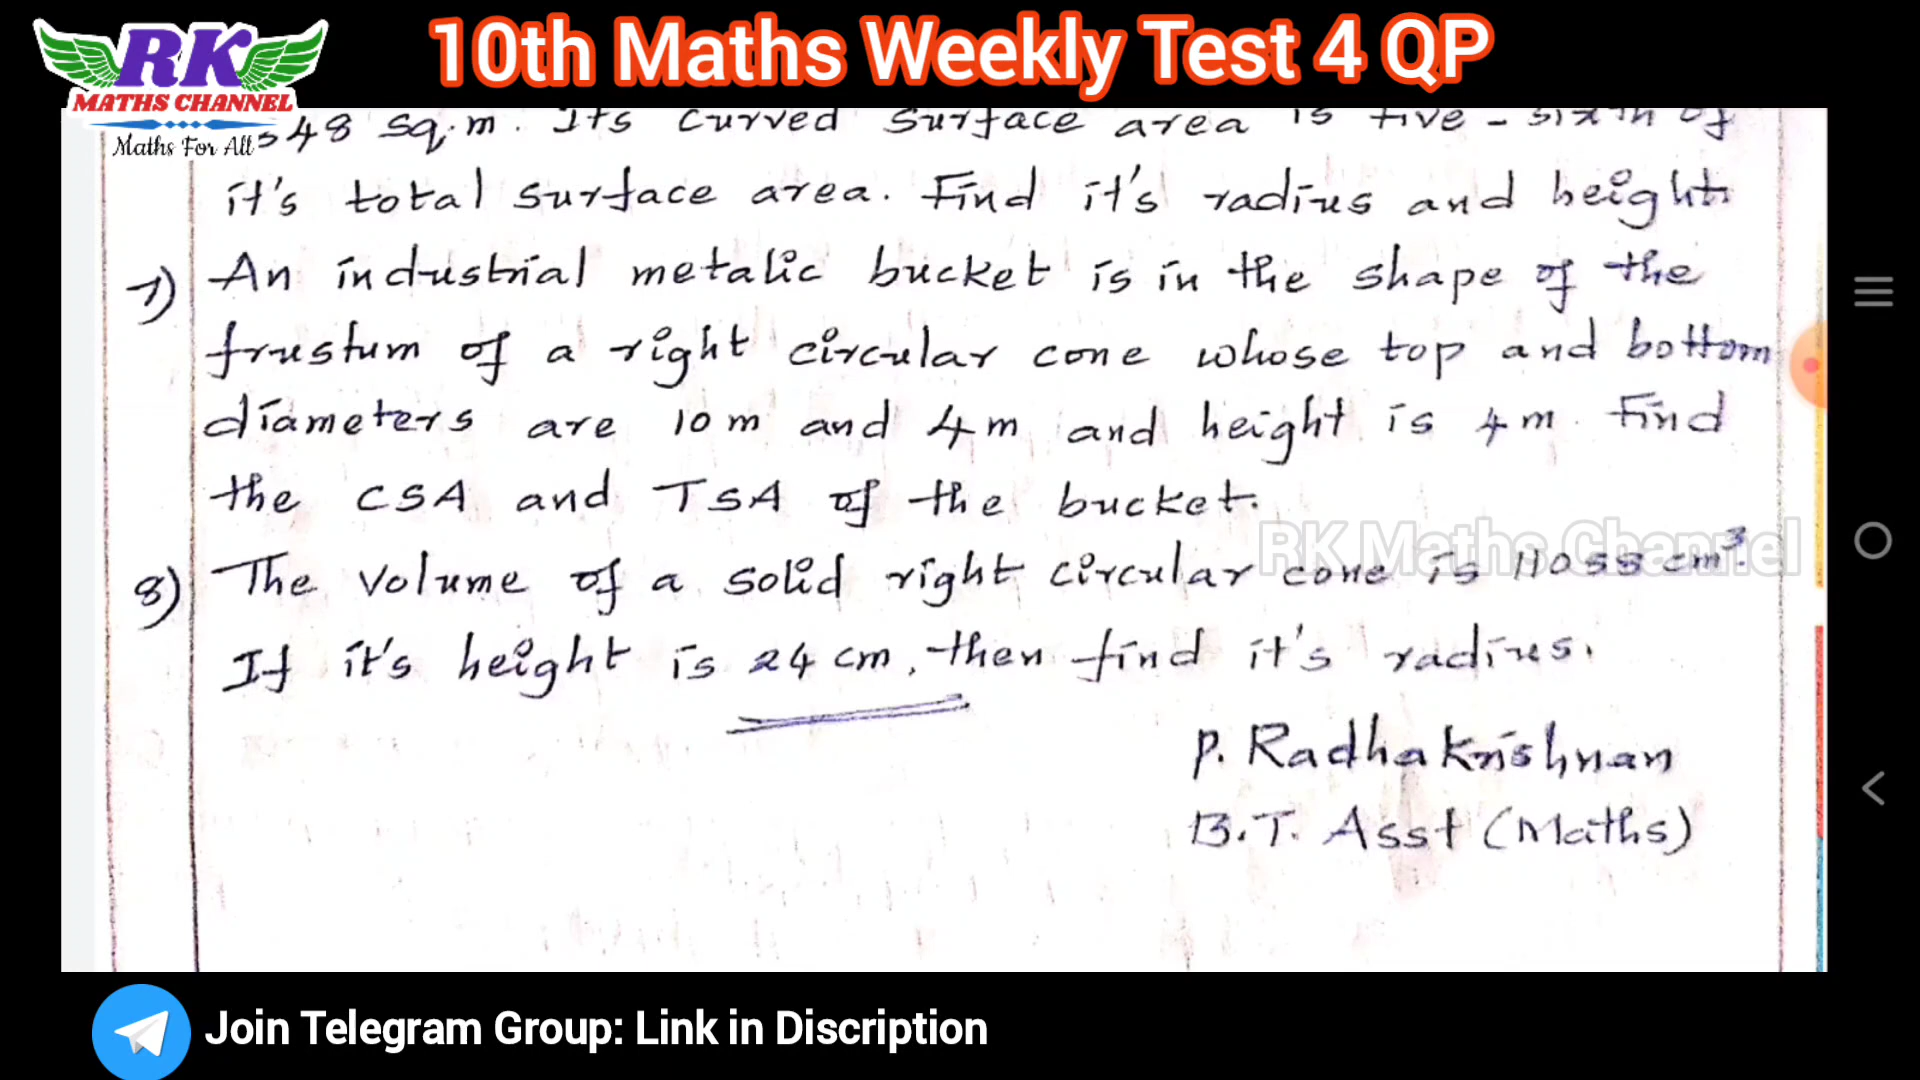 RK
MATHS CHANNEL
Maths For All
10th Maths Weekly Test 4 QP
548 sq.m. Its curved surface area is five-sixth of
it's total surface area. Find it's radius and height.
7) An industrial metalic bucket is in the shape of the
frustum of a right circular cone whose top and bottom
diameters are 10 m and 4 m and height is 4 m. Find
the CSA and TSA of the bucket.
RK Maths Channel
8) The volume of a solid right circular cone is 11088 cm³.
If it's height is 24 cm, then find it's radius.
P. Radhakrishnan
B.T. Asst (Maths)
Join Telegram Group: Link in Discription